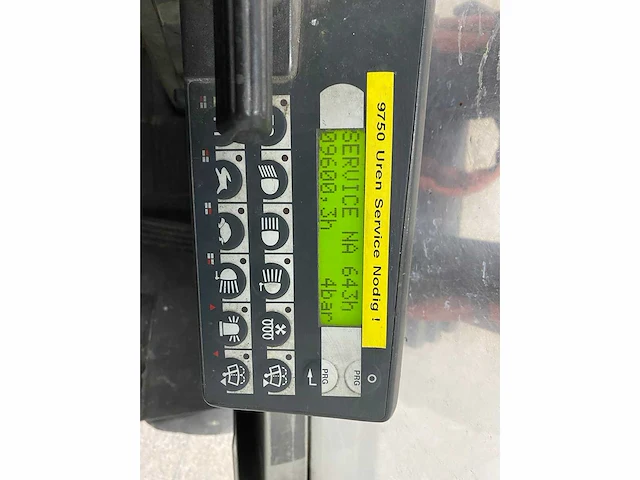 9750 Uren Service Nodig !
SERVICE NA 643h
09600,3h 4bar
PRG
PRG